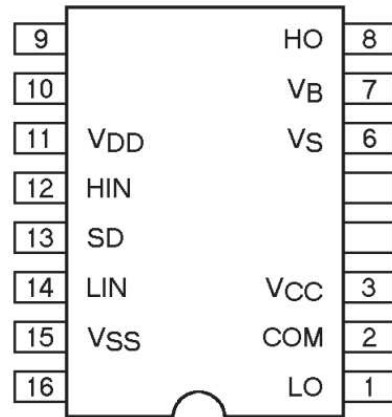 9 HO 8
10 VB 7
11 VDD VS 6
12 HIN
13 SD
14 LIN VCC 3
15 VSS COM 2
16 LO 1